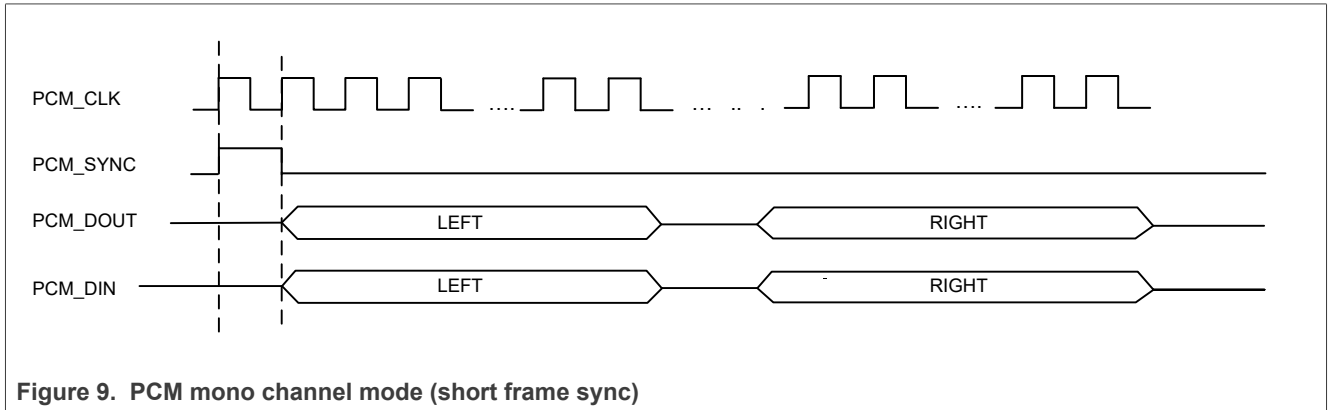 PCM_CLK
.... ... .. . ....
PCM_SYNC
PCM_DOUT LEFT RIGHT
PCM_DIN LEFT RIGHT
Figure 9. PCM mono channel mode (short frame sync)